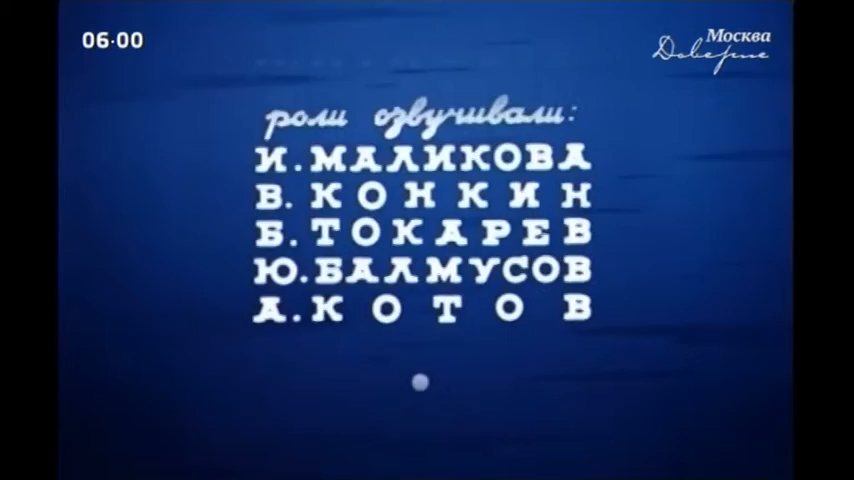 06:00
Москва
Доверие
роли озвучивали:
И. МАЛИКОВА
В. КОНКИН
Б. ТОКАРЕВ
Ю. БАЛМУСОВ
А. КОТОВ